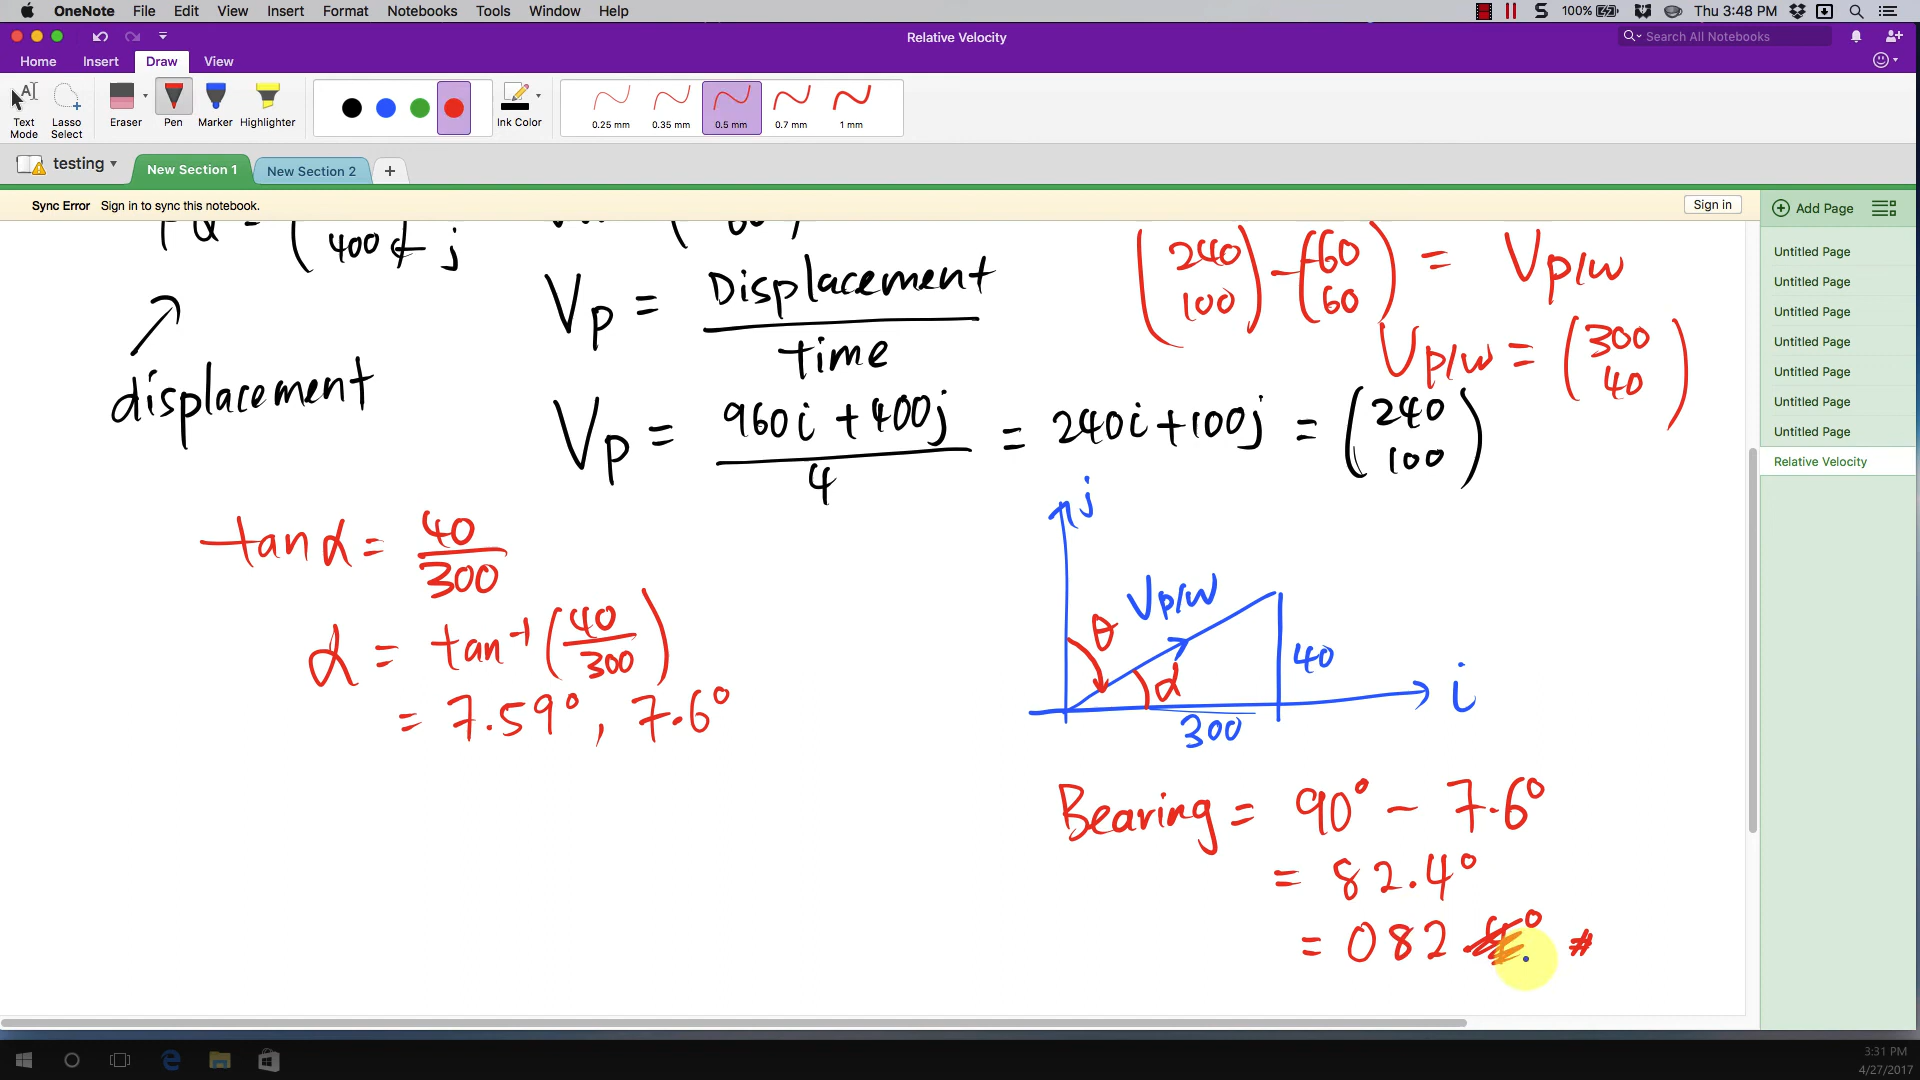 OneNote File Edit View Insert Format Notebooks Tools Window Help
100% Thu 3:48 PM
Relative Velocity
Search All Notebooks
Home Insert Draw View
Text Mode
Lasso Select
Eraser
Pen
Marker
Highlighter
Ink Color
0.25 mm
0.35 mm
0.5 mm
0.7 mm
1 mm
testing
New Section 1
New Section 2
+
Sync Error Sign in to sync this notebook.
Sign in
Add Page
Untitled Page
Untitled Page
Untitled Page
Untitled Page
Untitled Page
Untitled Page
Untitled Page
Relative Velocity
400 j
displacement
Vp = Displacement / time
Vp = 960i + 400j / 4 = 240i + 100j = (240 100)
(240 100) - (-60 60) = Vp/w
Vp/w = (300 40)
tan α = 40/300
α = tan⁻¹ (40/300)
= 7.59°, 7.6°
j
Vp/w
θ
α
40
300
i
Bearing = 90° - 7.6°
= 82.4°
= 082 ° #
3:31 PM
4/27/2017